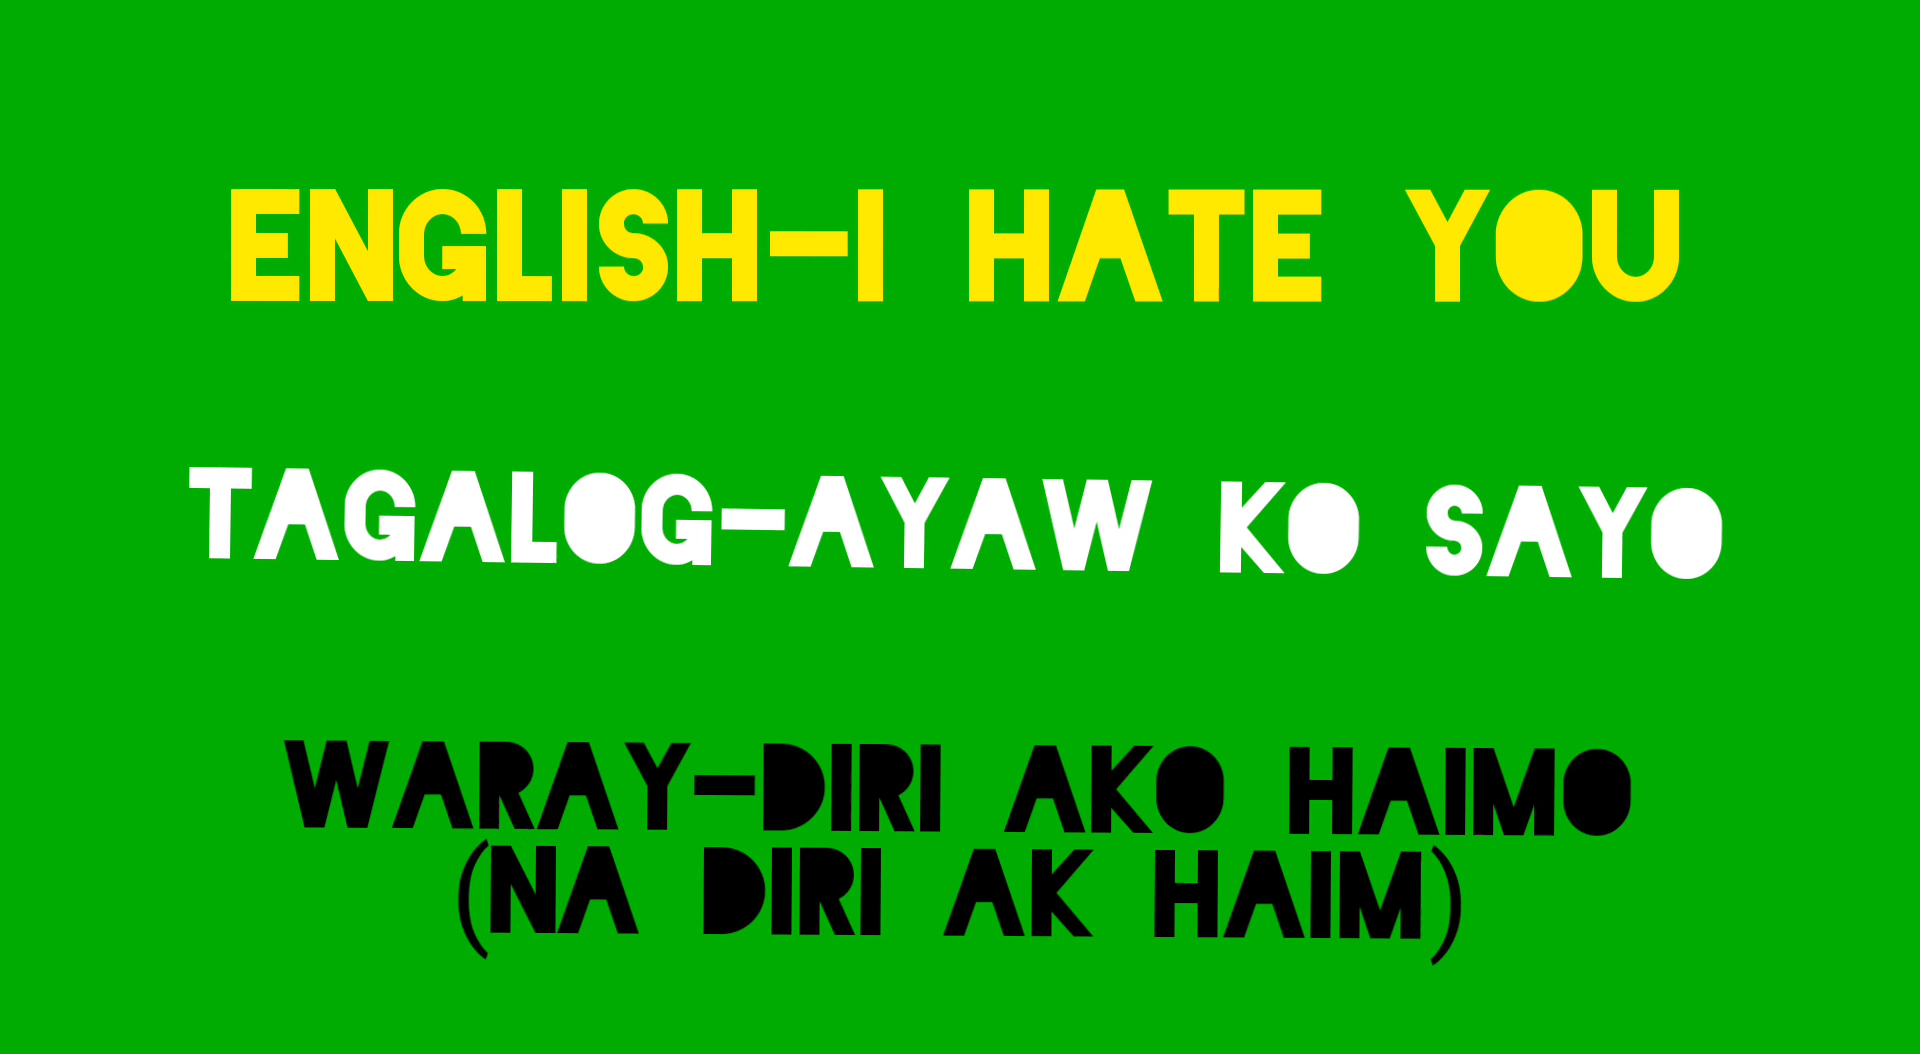 ENGLISH-I HATE YOU
TAGALOG-AYAW KO SAYO
WARAY-DIRI AKO HAIMO
(NA DIRI AK HAIM)